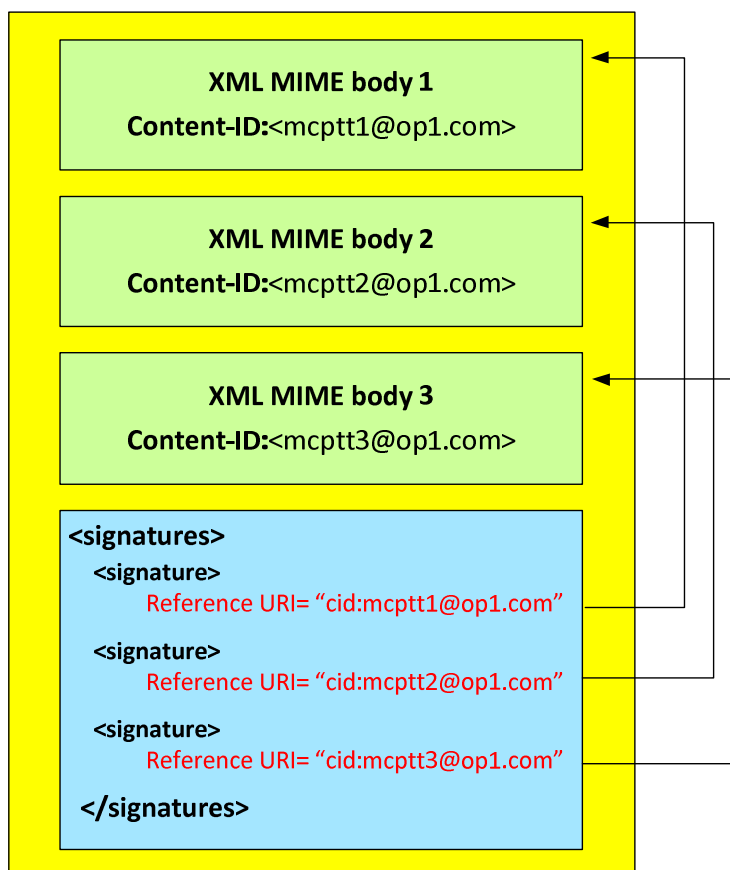 XML MIME body 1
Content-ID:<mcptt1@op1.com>
XML MIME body 2
Content-ID:<mcptt2@op1.com>
XML MIME body 3
Content-ID:<mcptt3@op1.com>
<signatures>
<signature>
Reference URI= “cid:mcptt1@op1.com”
<signature>
Reference URI= “cid:mcptt2@op1.com”
<signature>
Reference URI= “cid:mcptt3@op1.com”
</signatures>